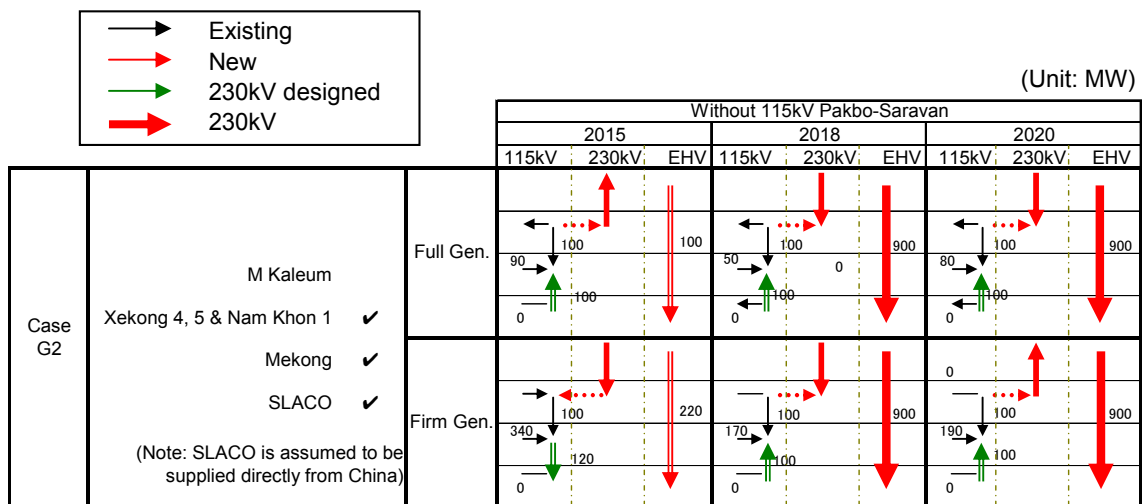 Existing
New
230kV designed
230kV
(Unit: MW)
Without 115kV Pakbo-Saravan
2015 2018 2020
115kV 230kV EHV 115kV 230kV EHV 115kV 230kV EHV
Case G2
M Kaleum
Xekong 4, 5 & Nam Khon 1 ✔
Mekong ✔
SLACO ✔
(Note: SLACO is assumed to be
supplied directly from China)
Full Gen.
100 100 100 900 100 900
90 50 0 80
100 100 100
0 0 0
Firm Gen.
0
100 220 100 900 100 900
340 170 190
120 100 100
0 0 0